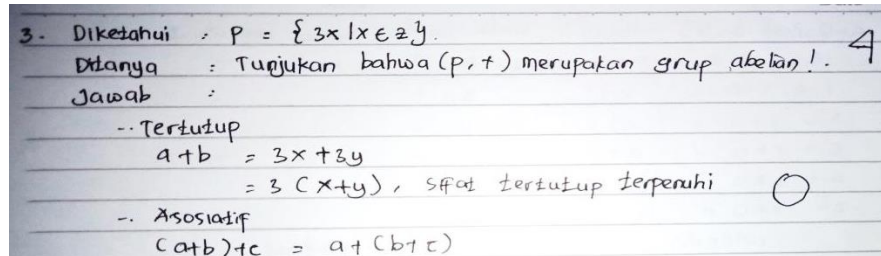 3. Diketahui : P = { 3x | x ∈ z }.
Ditanya : Tunjukan bahwa (P, +) merupakan grup abelian !. 4
Jawab :
-. Tertutup
a + b = 3x + 3y
= 3 (x+y), sifat tertutup terpenuhi
-. Asosiatif
(a+b)+c = a + (b+c)